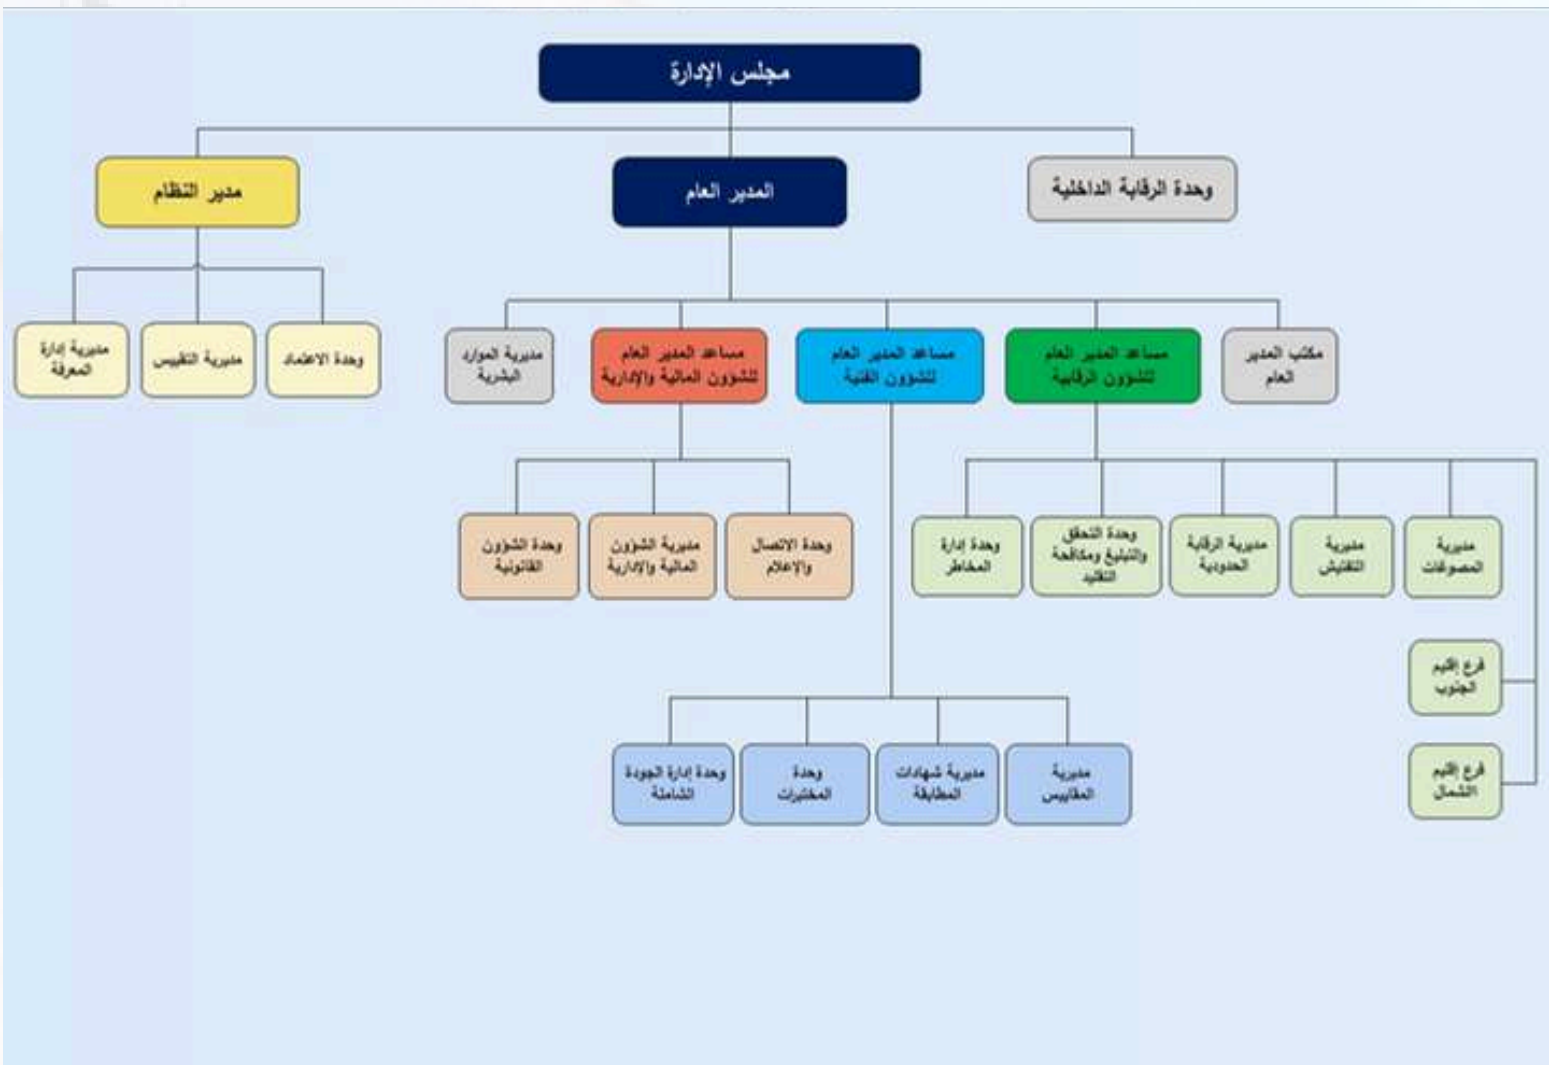 مجلس الإدارة
وحدة الرقابة الداخلية
المدير العام
مدير النظام
مكتب المدير
العام
مساعد المدير العام
للشؤون الرقابية
مساعد المدير العام
للشؤون الفنية
مساعد المدير العام
للشؤون المالية والإدارية
مديرية الموارد
البشرية
وحدة الاعتماد
مديرية التقييس
مديرية إدارة
المعرفة
مديرية
المصوغات
مديرية
التفتيش
مديرية الرقابة
الحدودية
وحدة التحقق
والتبليغ ومكافحة
التقليد
وحدة إدارة
المخاطر
وحدة الاتصال
والإعلام
مديرية الشؤون
المالية والإدارية
وحدة الشؤون
القانونية
فرع إقليم
الجنوب
فرع إقليم
الشمال
مديرية
المقاييس
مديرية شهادات
المطابقة
وحدة
المختبرات
وحدة إدارة الجودة
الشاملة